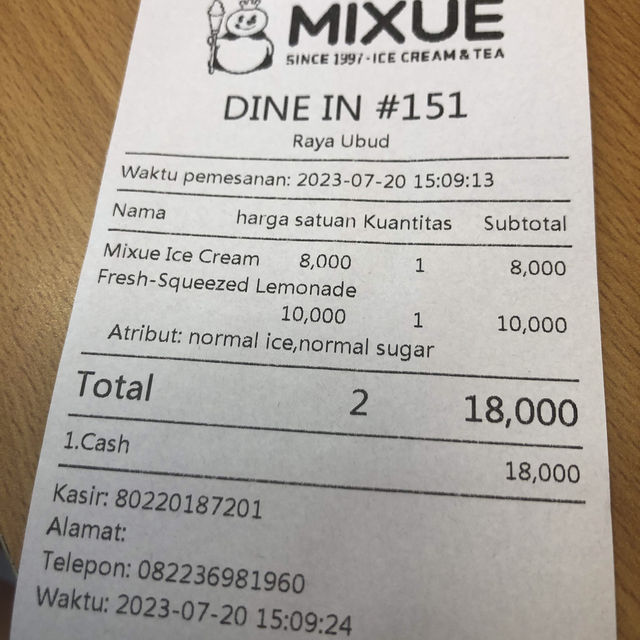 MIXUE
SINCE 1997·ICE CREAM & TEA
DINE IN #151
Raya Ubud
Waktu pemesanan: 2023-07-20 15:09:13
Nama harga satuan Kuantitas Subtotal
Mixue Ice Cream 8,000 1 8,000
Fresh-Squeezed Lemonade
10,000 1 10,000
Atribut: normal ice,normal sugar
Total 2 18,000
1.Cash
18,000
Kasir: 80220187201
Alamat:
Telepon: 082236981960
Waktu: 2023-07-20 15:09:24